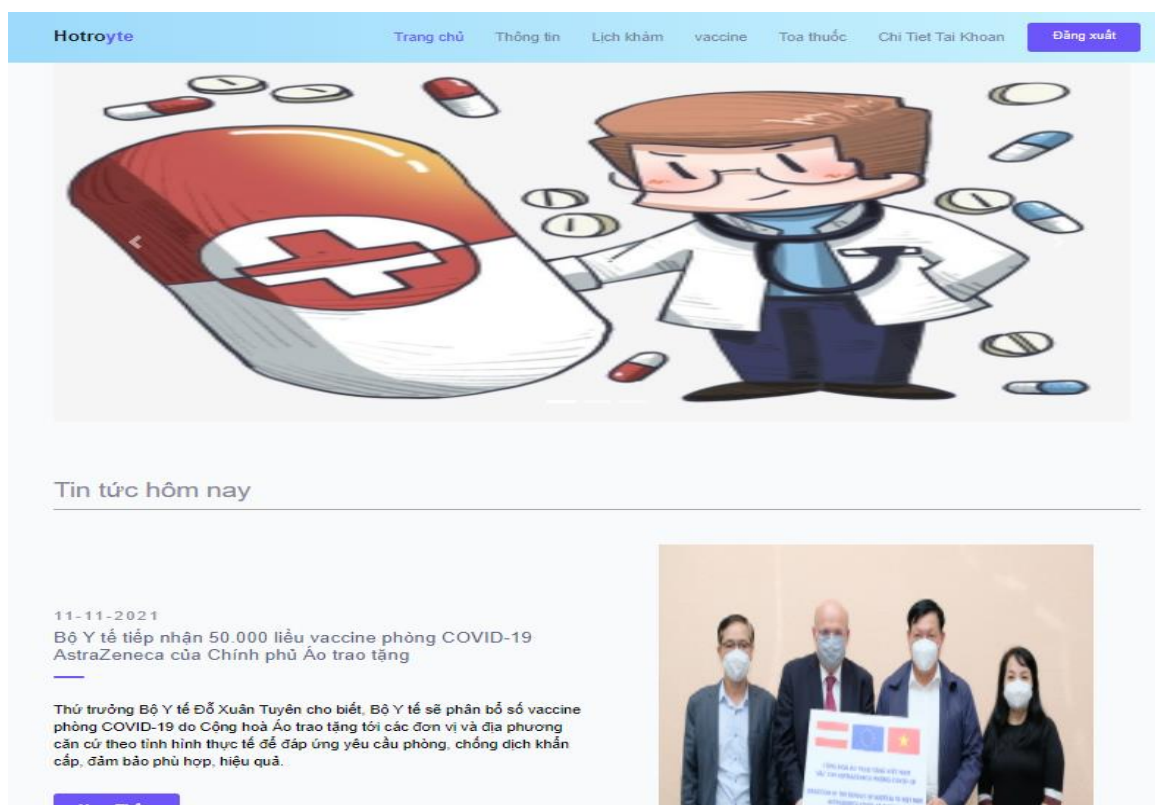 Hotroyte
Trang chủ
Thông tin
Lịch khám
vaccine
Toa thuốc
Chi Tiet Tai Khoan
Đăng xuất
Tin tức hôm nay
11-11-2021
Bộ Y tế tiếp nhận 50.000 liều vaccine phòng COVID-19
AstraZeneca của Chính phủ Áo trao tặng
Thứ trưởng Bộ Y tế Đỗ Xuân Tuyên cho biết, Bộ Y tế sẽ phân bổ số vaccine
phòng COVID-19 do Cộng hoà Áo trao tặng tới các đơn vị và địa phương
căn cứ theo tình hình thực tế để đáp ứng yêu cầu phòng, chống dịch khẩn
cấp, đảm bảo phù hợp, hiệu quả.